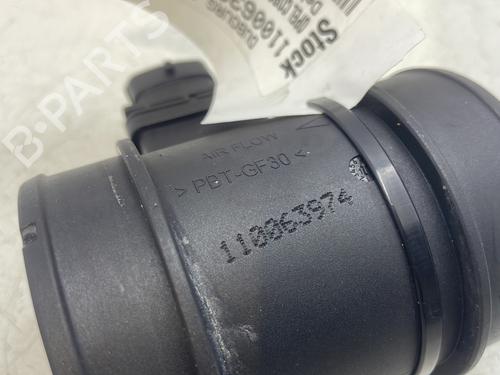 Stock
AIR FLOW
> PBT-GF30 <
110063974
B-PARTS